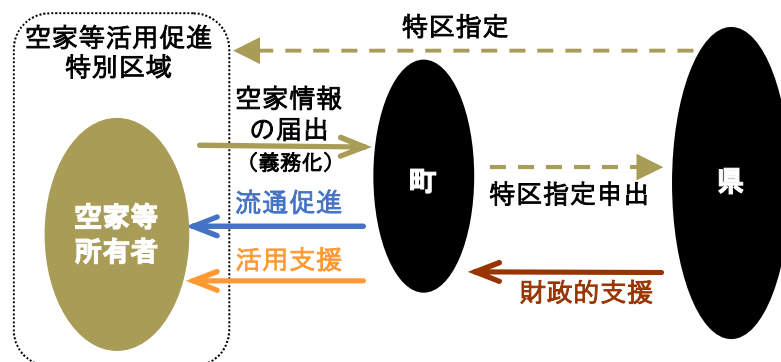 空家等活用促進
特別区域
特区指定
空家情報
の届出
（義務化）
町
県
特区指定申出
流通促進
空家等
所有者
活用支援
財政的支援